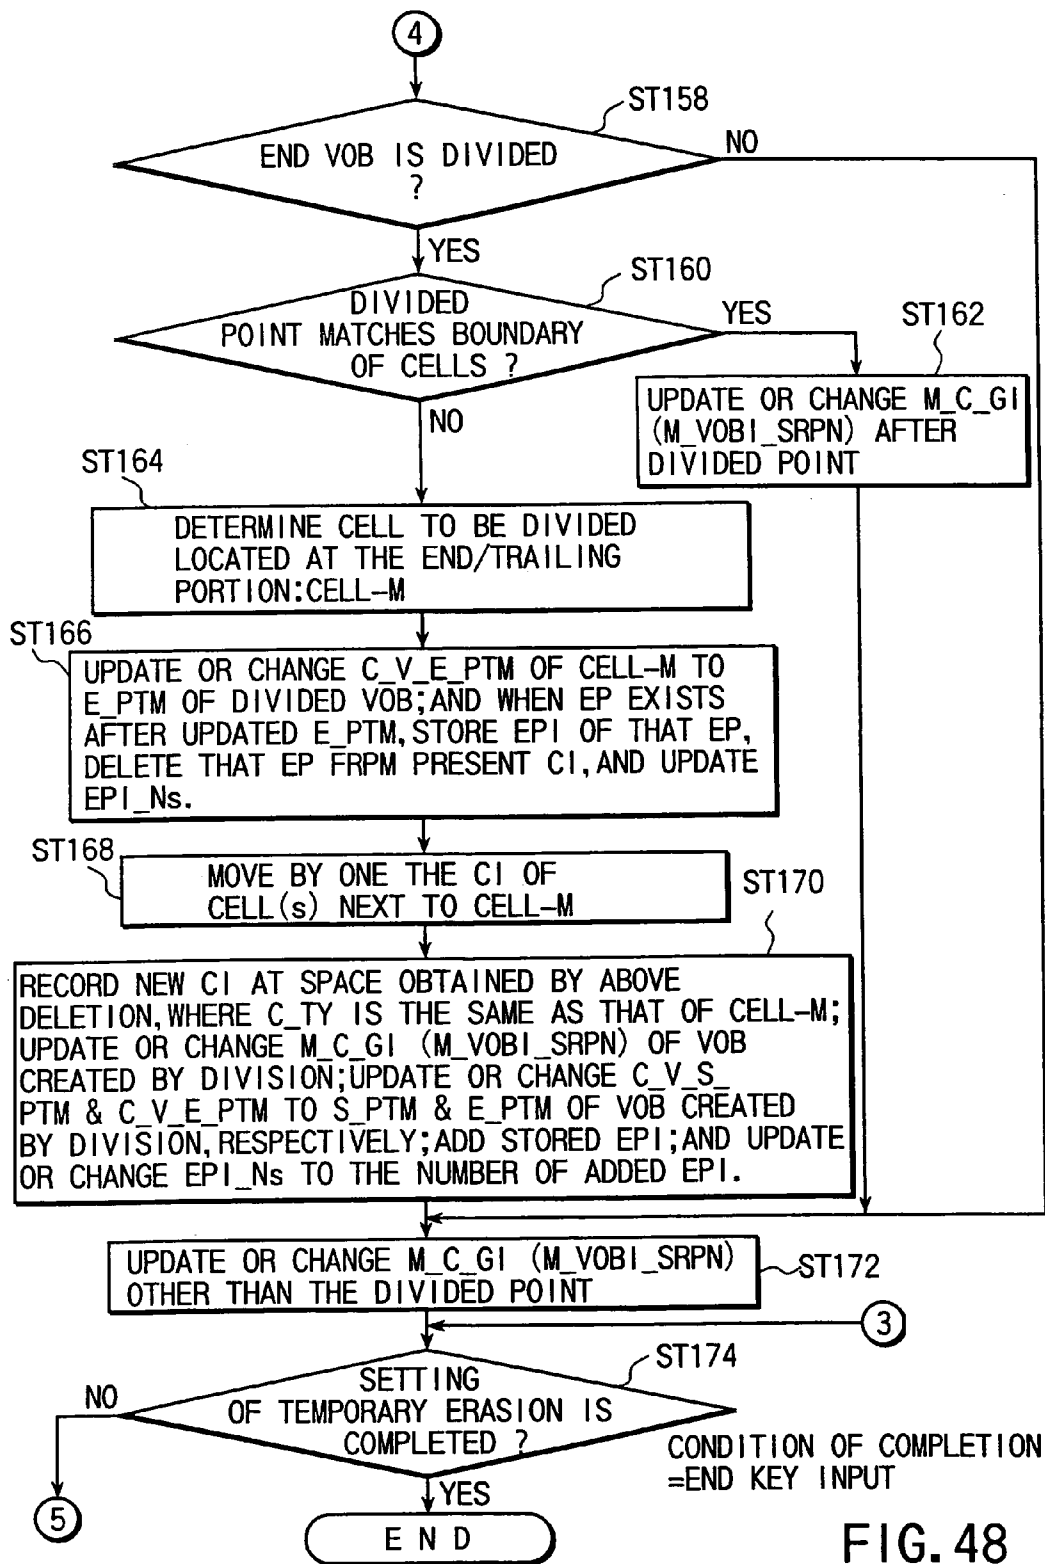 4
ST158
END VOB IS DIVIDED
?
NO
YES
ST160
DIVIDED
POINT MATCHES BOUNDARY
OF CELLS ?
YES
ST162
UPDATE OR CHANGE M_C_GI
(M_VOBI_SRPN) AFTER
DIVIDED POINT
NO
ST164
DETERMINE CELL TO BE DIVIDED
LOCATED AT THE END/TRAILING
PORTION:CELL-M
ST166
UPDATE OR CHANGE C_V_E_PTM OF CELL-M TO
E_PTM OF DIVIDED VOB;AND WHEN EP EXISTS
AFTER UPDATED E_PTM,STORE EPI OF THAT EP,
DELETE THAT EP FRPM PRESENT CI,AND UPDATE
EPI_Ns.
ST168
MOVE BY ONE THE CI OF
CELL(s) NEXT TO CELL-M
ST170
RECORD NEW CI AT SPACE OBTAINED BY ABOVE
DELETION,WHERE C_TY IS THE SAME AS THAT OF CELL-M;
UPDATE OR CHANGE M_C_GI (M_VOBI_SRPN) OF VOB
CREATED BY DIVISION;UPDATE OR CHANGE C_V_S_
PTM & C_V_E_PTM TO S_PTM & E_PTM OF VOB CREATED
BY DIVISION,RESPECTIVELY;ADD STORED EPI;AND UPDATE
OR CHANGE EPI_Ns TO THE NUMBER OF ADDED EPI.
UPDATE OR CHANGE M_C_GI (M_VOBI_SRPN)
OTHER THAN THE DIVIDED POINT
ST172
3
ST174
SETTING
OF TEMPORARY ERASION IS
COMPLETED ?
NO
CONDITION OF COMPLETION
=END KEY INPUT
YES
5
END
FIG. 48